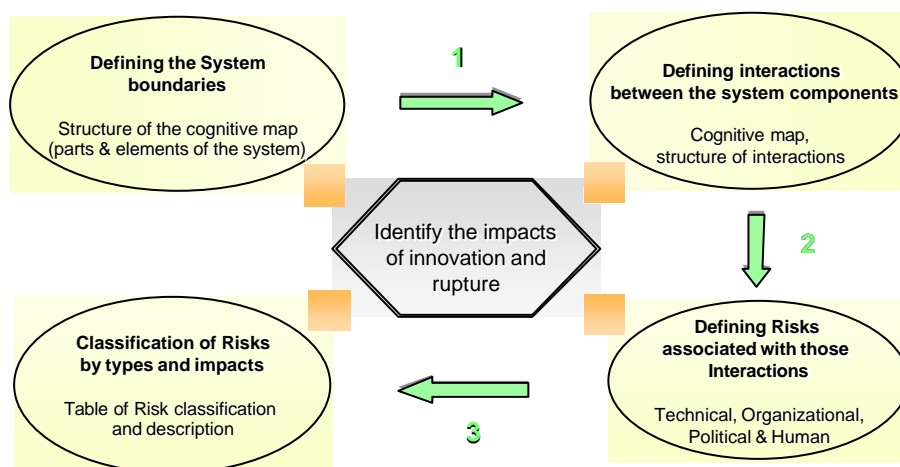 Defining the System
boundaries
Structure of the cognitive map
(parts & elements of the system)
1
Defining interactions
between the system components
Cognitive map,
structure of interactions
Identify the impacts
of innovation and
rupture
2
Defining Risks
associated with those
Interactions
Technical, Organizational,
Political & Human
3
Classification of Risks
by types and impacts
Table of Risk classification
and description